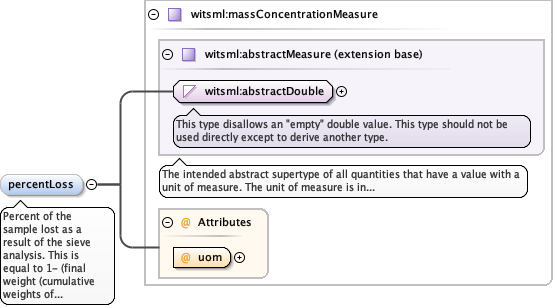 witsml:massConcentrationMeasure
witsml:abstractMeasure (extension base)
witsml:abstractDouble
This type disallows an "empty" double value. This type should not be
used directly except to derive another type.
The intended abstract supertype of all quantities that have a value with a
unit of measure. The unit of measure is in...
percentLoss
Percent of the
sample lost as a
result of the sieve
analysis. This is
equal to 1- (final
weight (cumulative
weights of...
@ Attributes
uom